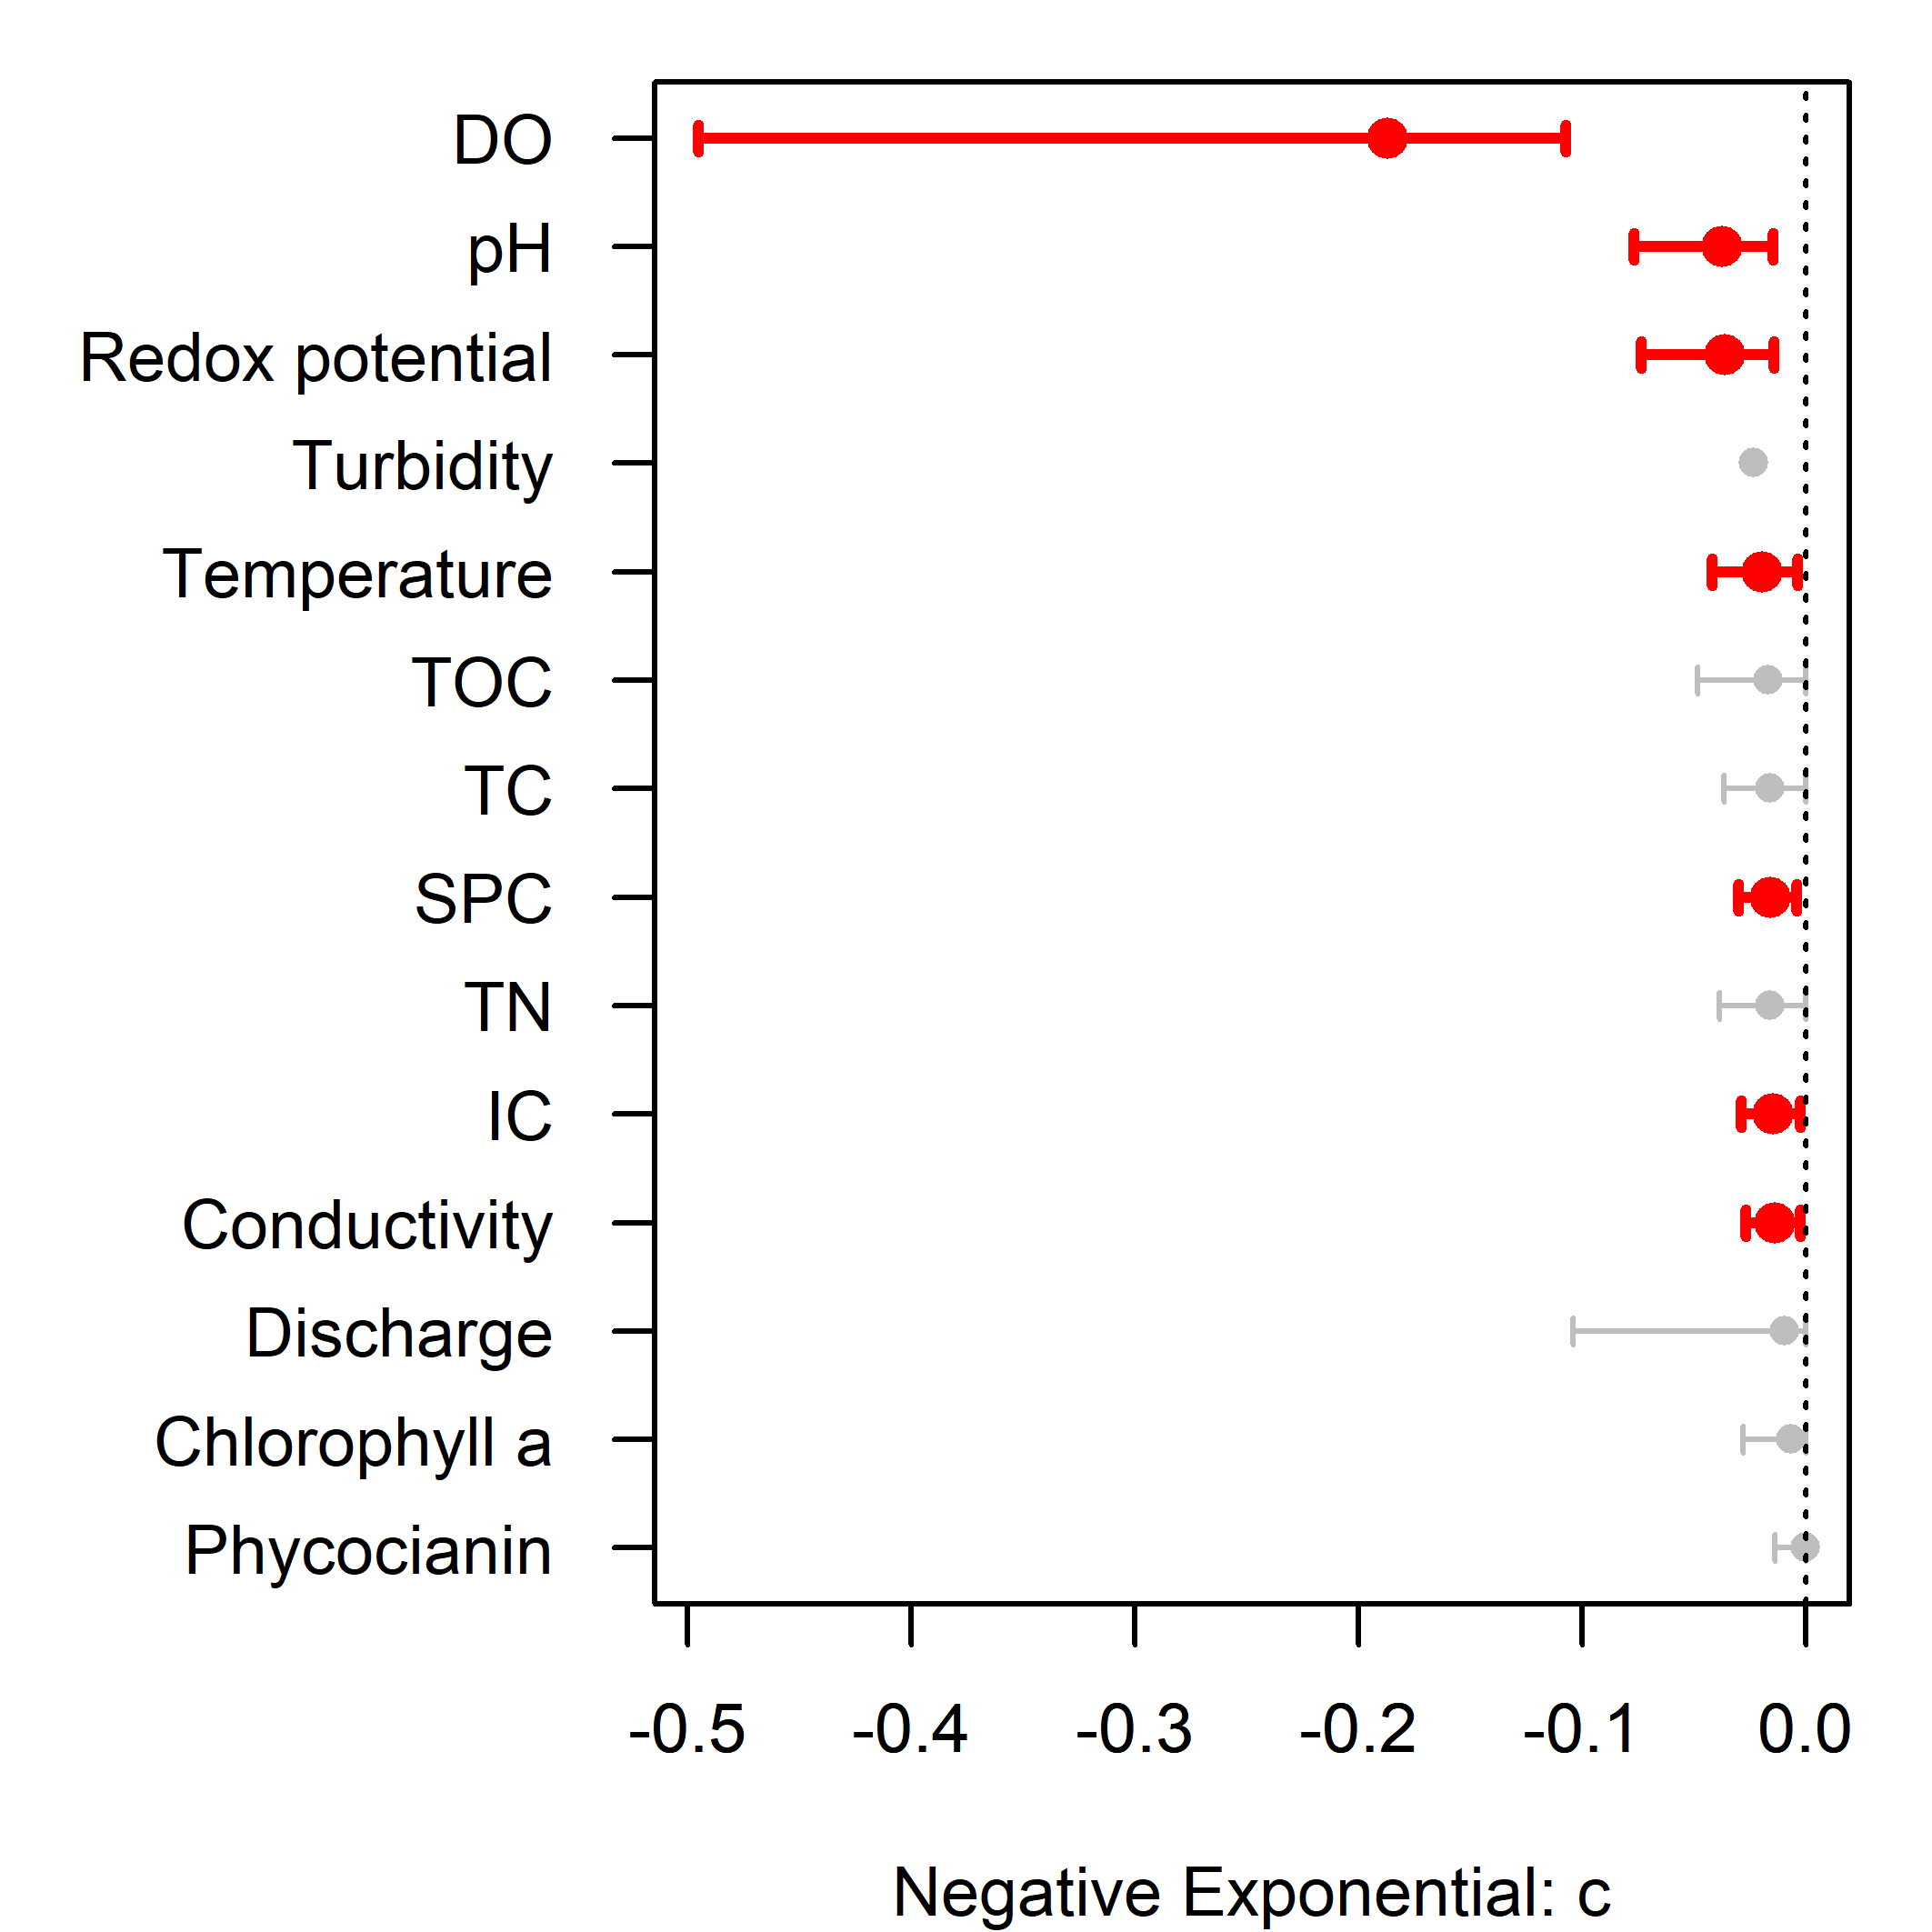 DO
pH
Redox potential
Turbidity
Temperature
TOC
TC
SPC
TN
IC
Conductivity
Discharge
Chlorophyll a
Phycocianin
-0.5 -0.4 -0.3 -0.2 -0.1 0.0
Negative Exponential: c